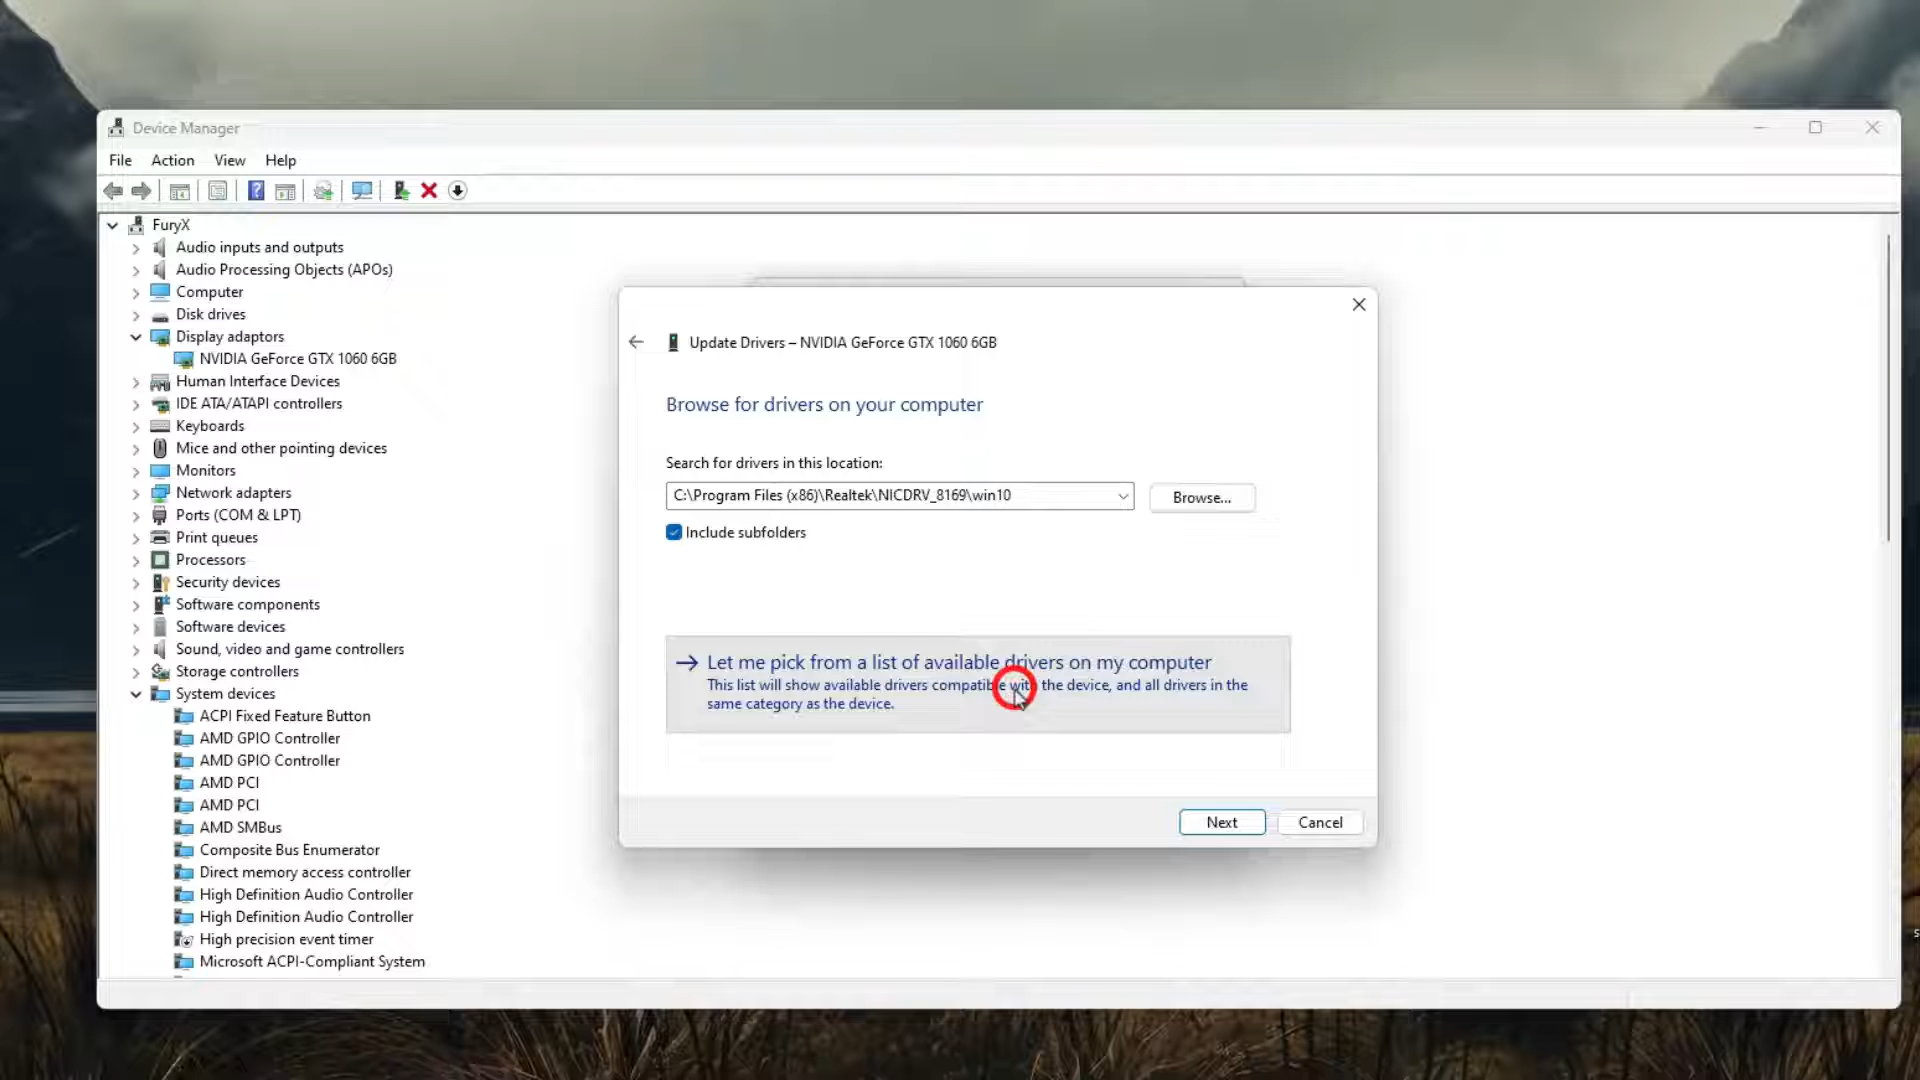 Device Manager
File Action View Help
FuryX
Audio inputs and outputs
Audio Processing Objects (APOs)
Computer
Disk drives
Display adaptors
NVIDIA GeForce GTX 1060 6GB
Human Interface Devices
IDE ATA/ATAPI controllers
Keyboards
Mice and other pointing devices
Monitors
Network adapters
Ports (COM & LPT)
Print queues
Processors
Security devices
Software components
Software devices
Sound, video and game controllers
Storage controllers
System devices
ACPI Fixed Feature Button
AMD GPIO Controller
AMD GPIO Controller
AMD PCI
AMD PCI
AMD SMBus
Composite Bus Enumerator
Direct memory access controller
High Definition Audio Controller
High Definition Audio Controller
High precision event timer
Microsoft ACPI-Compliant System
Update Drivers – NVIDIA GeForce GTX 1060 6GB
Browse for drivers on your computer
Search for drivers in this location:
C:\Program Files (x86)\Realtek\NICDRV_8169\win10
Browse...
Include subfolders
Let me pick from a list of available drivers on my computer
This list will show available drivers compatible with the device, and all drivers in the
same category as the device.
Next Cancel